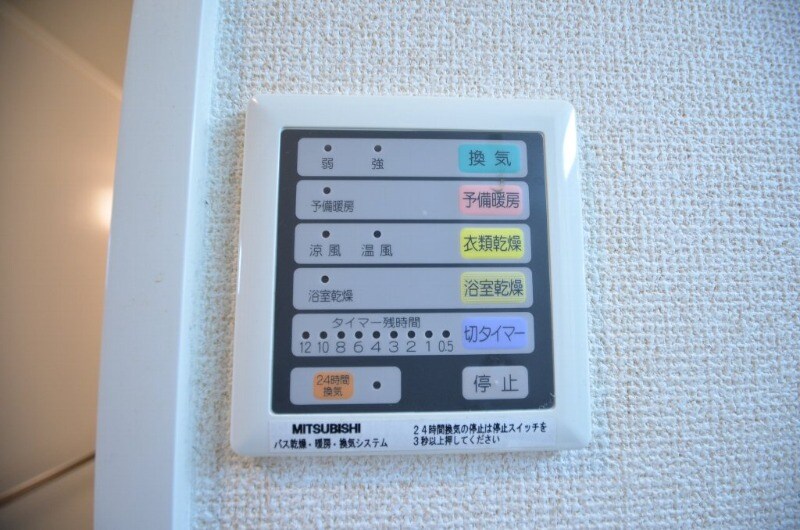 弱 強 換気
予備暖房 予備暖房
涼風 温風 衣類乾燥
浴室乾燥 浴室乾燥
タイマー残時間
12 10 8 6 4 3 2 1 0.5 切タイマー
24時間
換気
停止
MITSUBISHI
バス乾燥・暖房・換気システム
24時間換気の停止は停止スイッチを
3秒以上押してください